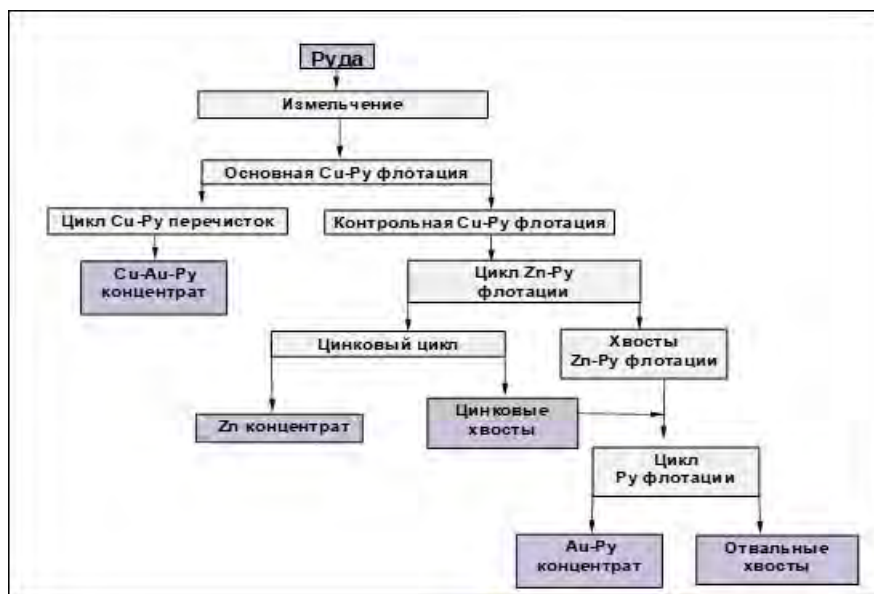 Руда
Измельчение
Основная Cu-Py флотация
Цикл Cu-Py перечисток
Контрольная Cu-Py флотация
Cu-Au-Py
концентрат
Цикл Zn-Py
флотации
Цинковый цикл
Хвосты
Zn-Py флотации
Zn концентрат
Цинковые
хвосты
Цикл
Py флотации
Au-Py
концентрат
Отвальные
хвосты